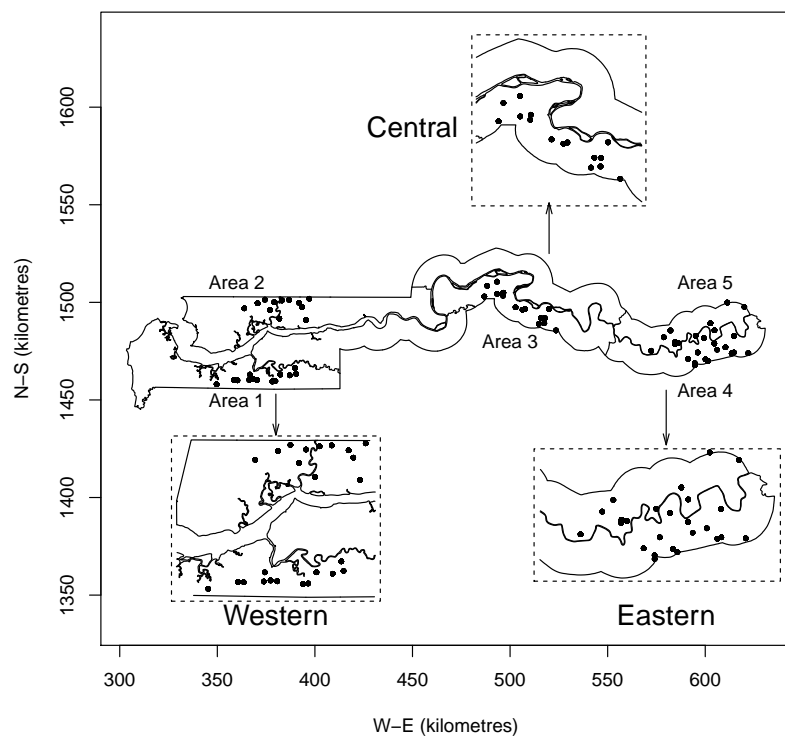 Central
Area 2
Area 5
Area 3
Area 1
Area 4
Western
Eastern
1350
1400
1450
1500
1550
1600
N−S (kilometres)
300
350
400
450
500
550
600
W−E (kilometres)